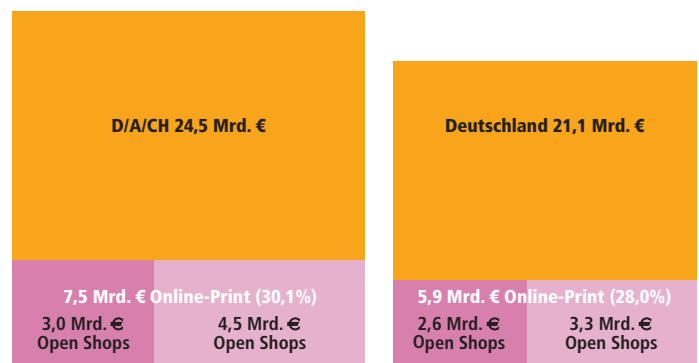 D/A/CH 24,5 Mrd. €
7,5 Mrd. € Online-Print (30,1%)
3,0 Mrd. €
Open Shops
4,5 Mrd. €
Open Shops
Deutschland 21,1 Mrd. €
5,9 Mrd. € Online-Print (28,0%)
2,6 Mrd. €
Open Shops
3,3 Mrd. €
Open Shops